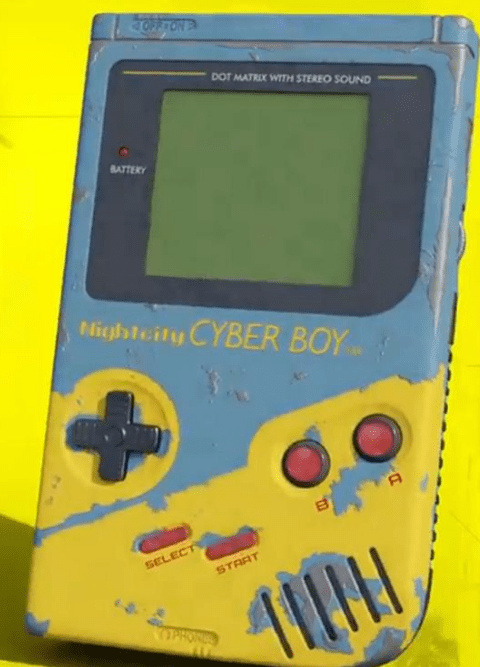 OFF•ON
DOT MATRIX WITH STEREO SOUND
BATTERY
Nightcity CYBER BOY
B A
SELECT START
PHONES